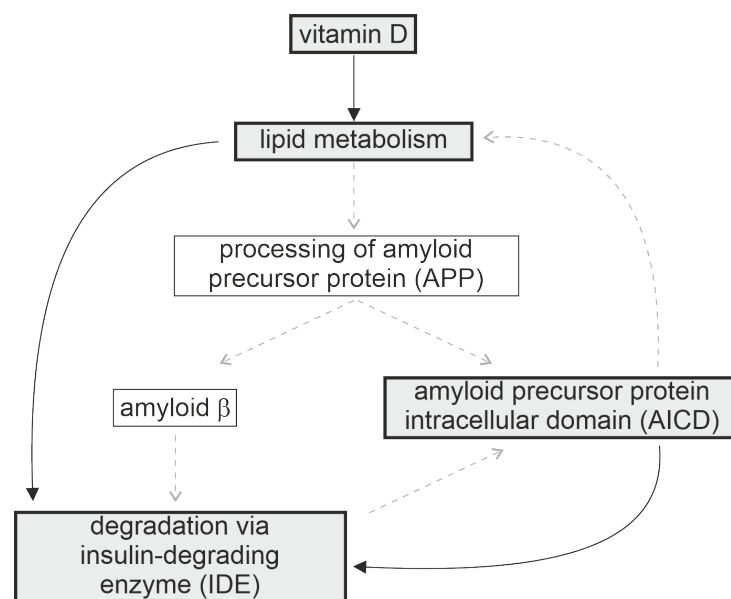 vitamin D
lipid metabolism
processing of amyloid
precursor protein (APP)
amyloid β
amyloid precursor protein
intracellular domain (AICD)
degradation via
insulin-degrading
enzyme (IDE)